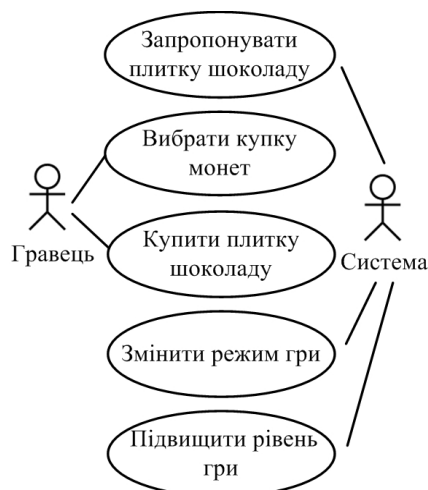 Запропонувати
плитку шоколаду
Вибрати купку
монет
Гравець
Купити плитку
шоколаду
Система
Змінити режим гри
Підвищити рівень
гри